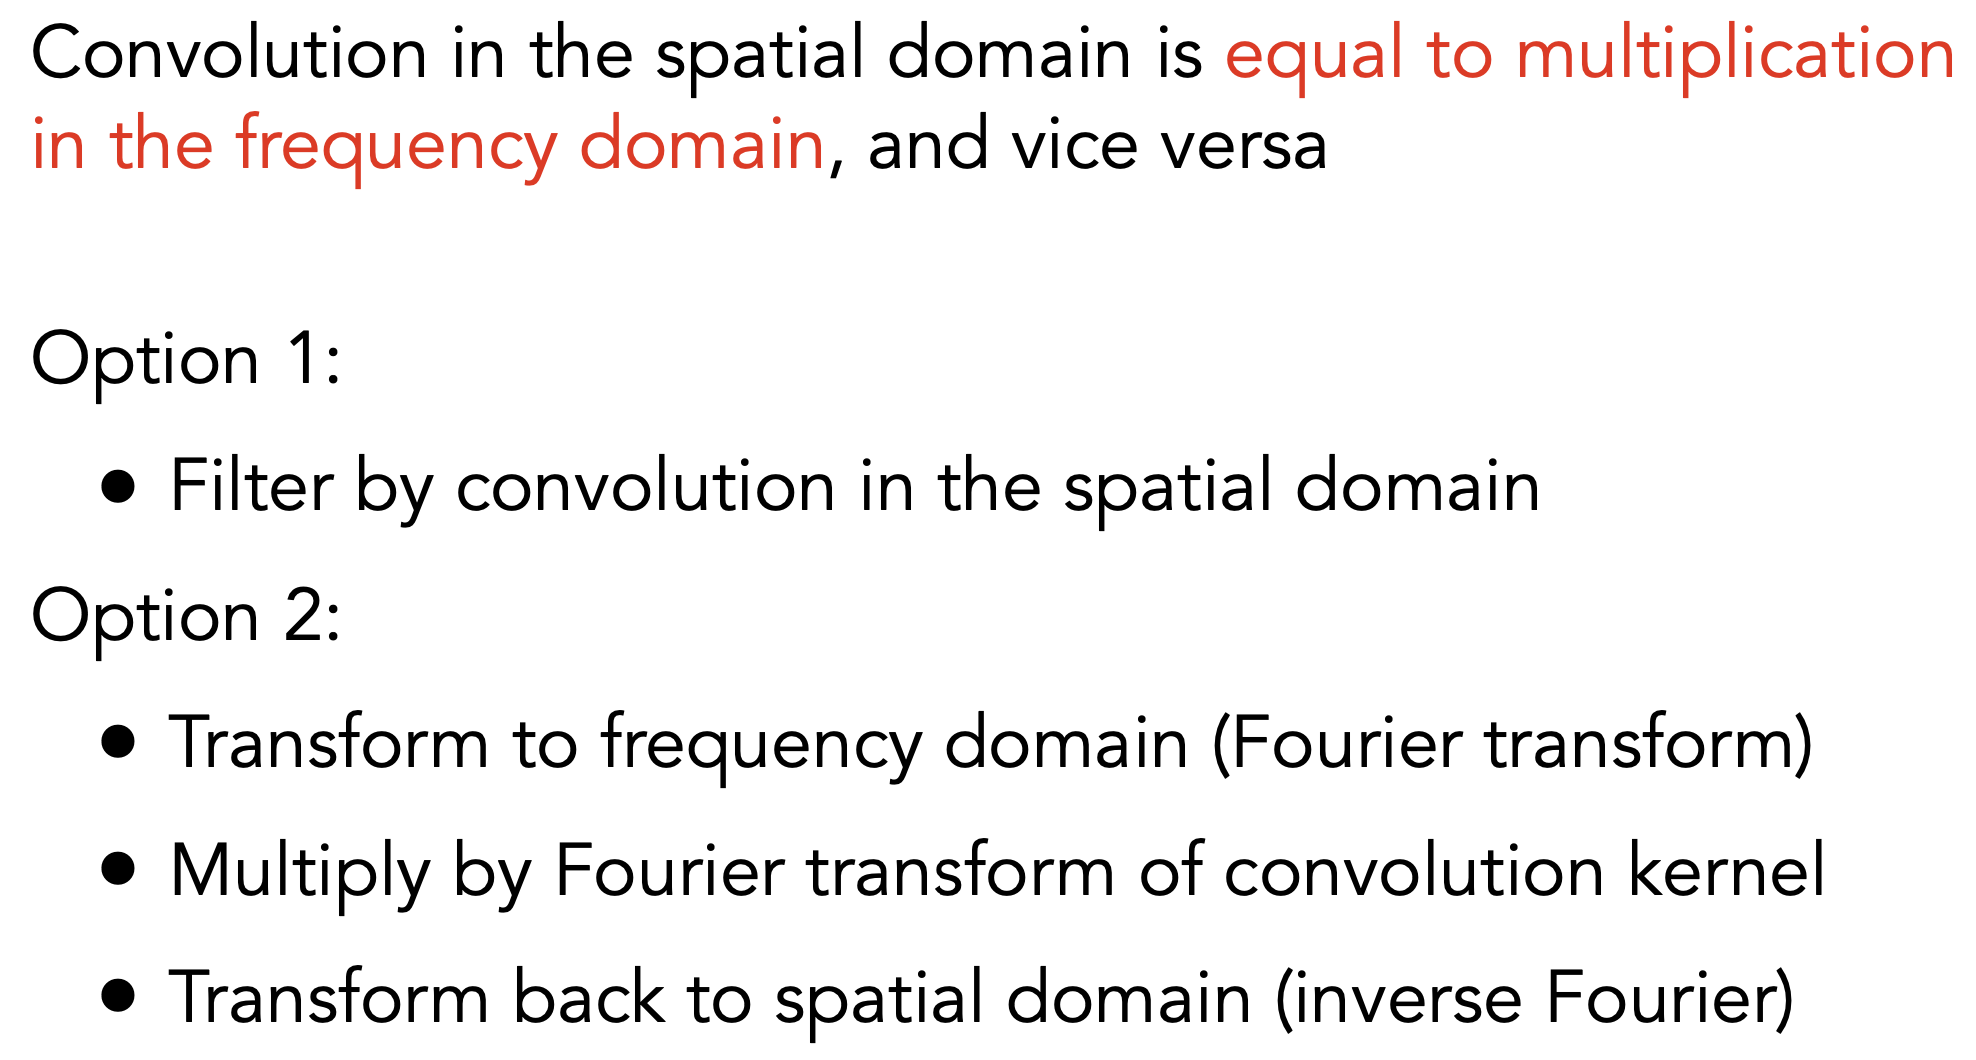 Convolution in the spatial domain is equal to multiplication
in the frequency domain, and vice versa
Option 1:
• Filter by convolution in the spatial domain
Option 2:
• Transform to frequency domain (Fourier transform)
• Multiply by Fourier transform of convolution kernel
• Transform back to spatial domain (inverse Fourier)